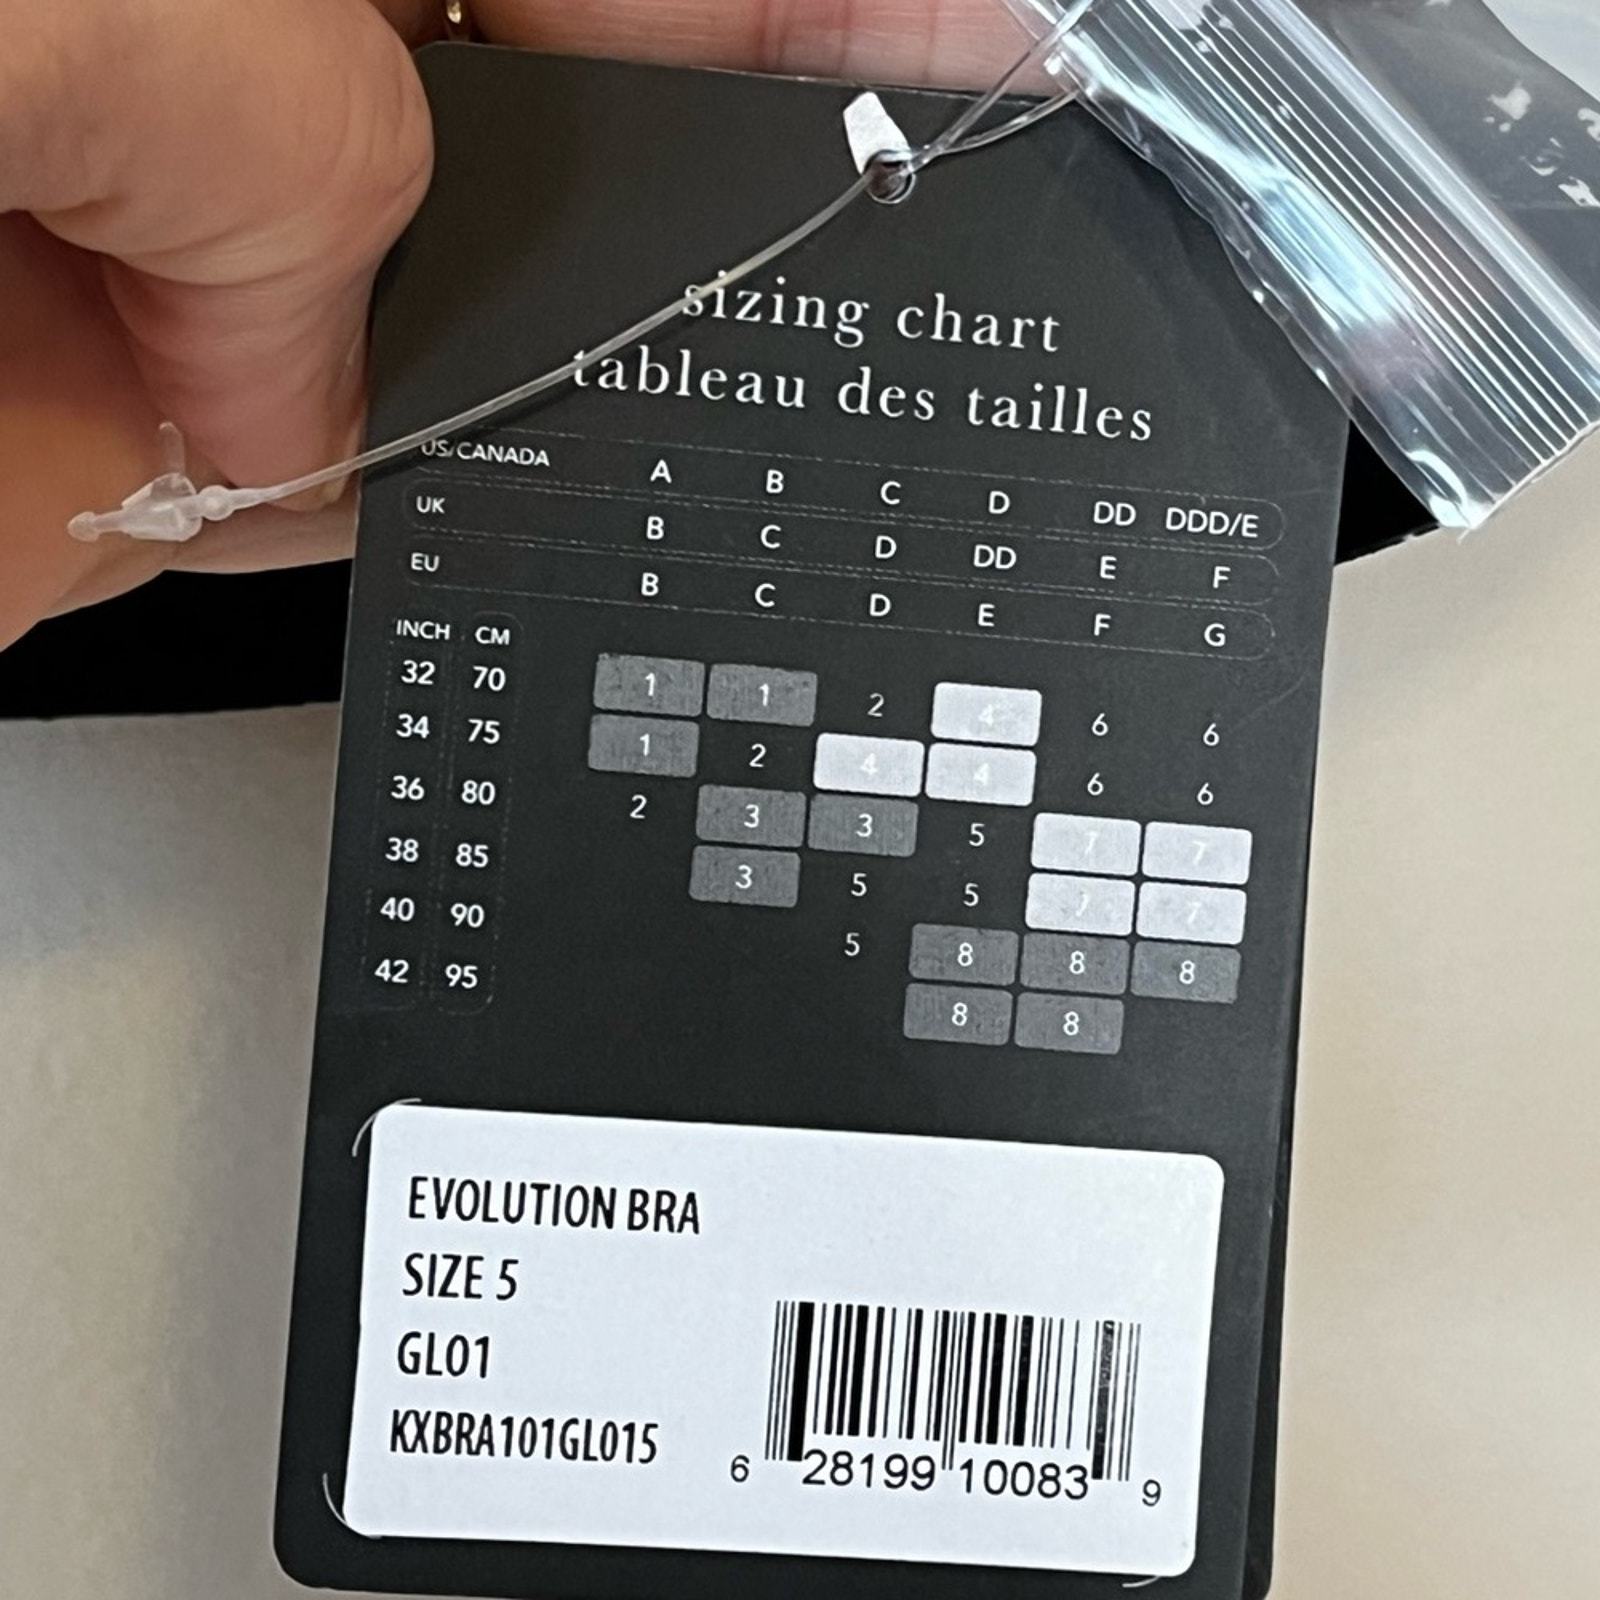 sizing chart
tableau des tailles
US/CANADA A B C D DD DDD/E
UK B C D DD E F
EU B C D E F G
INCH CM
32 70 1 1 2 4 6 6
34 75 1 2 4 4 6 6
36 80 2 3 3 5 7 7
38 85 3 5 5 7 7
40 90 5 8 8 8
42 95 8 8
EVOLUTION BRA
SIZE 5
GL01
KXBRA101GL015
6 28199 10083 9